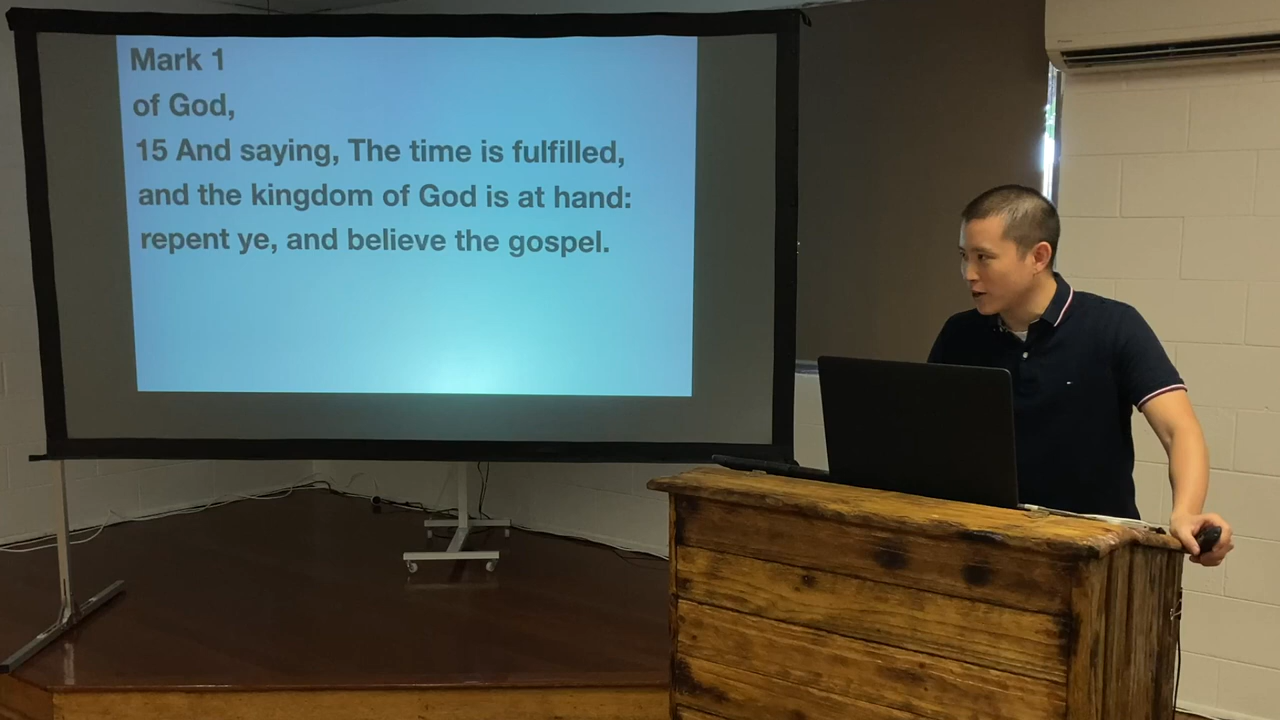 Mark 1
of God,
15 And saying, The time is fulfilled,
and the kingdom of God is at hand:
repent ye, and believe the gospel.